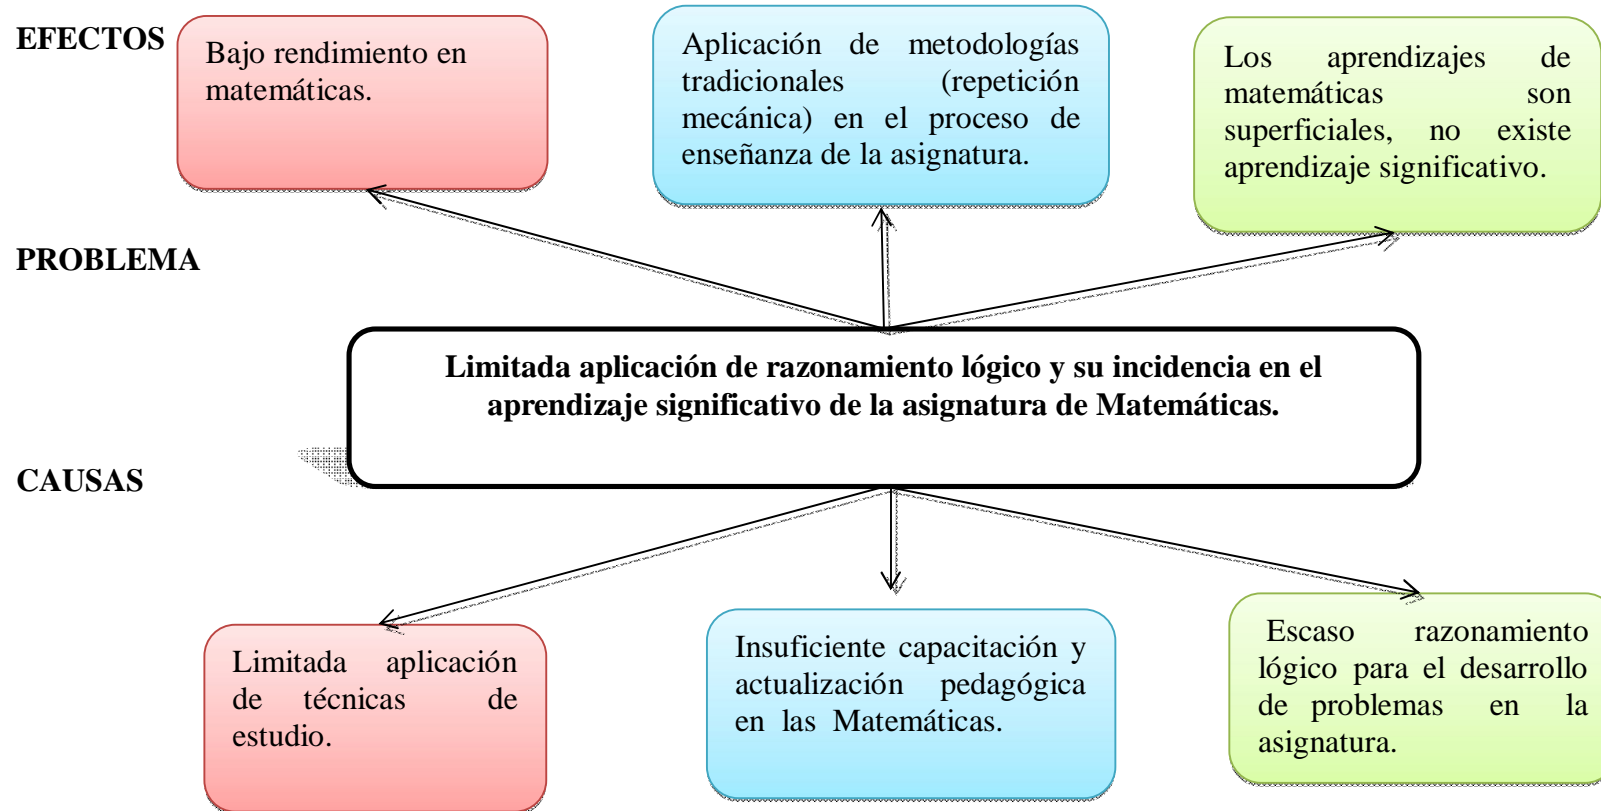 EFECTOS
Bajo rendimiento en
matemáticas.
Aplicación de metodologías
tradicionales (repetición
mecánica) en el proceso de
enseñanza de la asignatura.
Los aprendizajes de
matemáticas son
superficiales, no existe
aprendizaje significativo.
PROBLEMA
Limitada aplicación de razonamiento lógico y su incidencia en el
aprendizaje significativo de la asignatura de Matemáticas.
CAUSAS
Limitada aplicación
de técnicas de
estudio.
Insuficiente capacitación y
actualización pedagógica
en las Matemáticas.
Escaso razonamiento
lógico para el desarrollo
de problemas en la
asignatura.